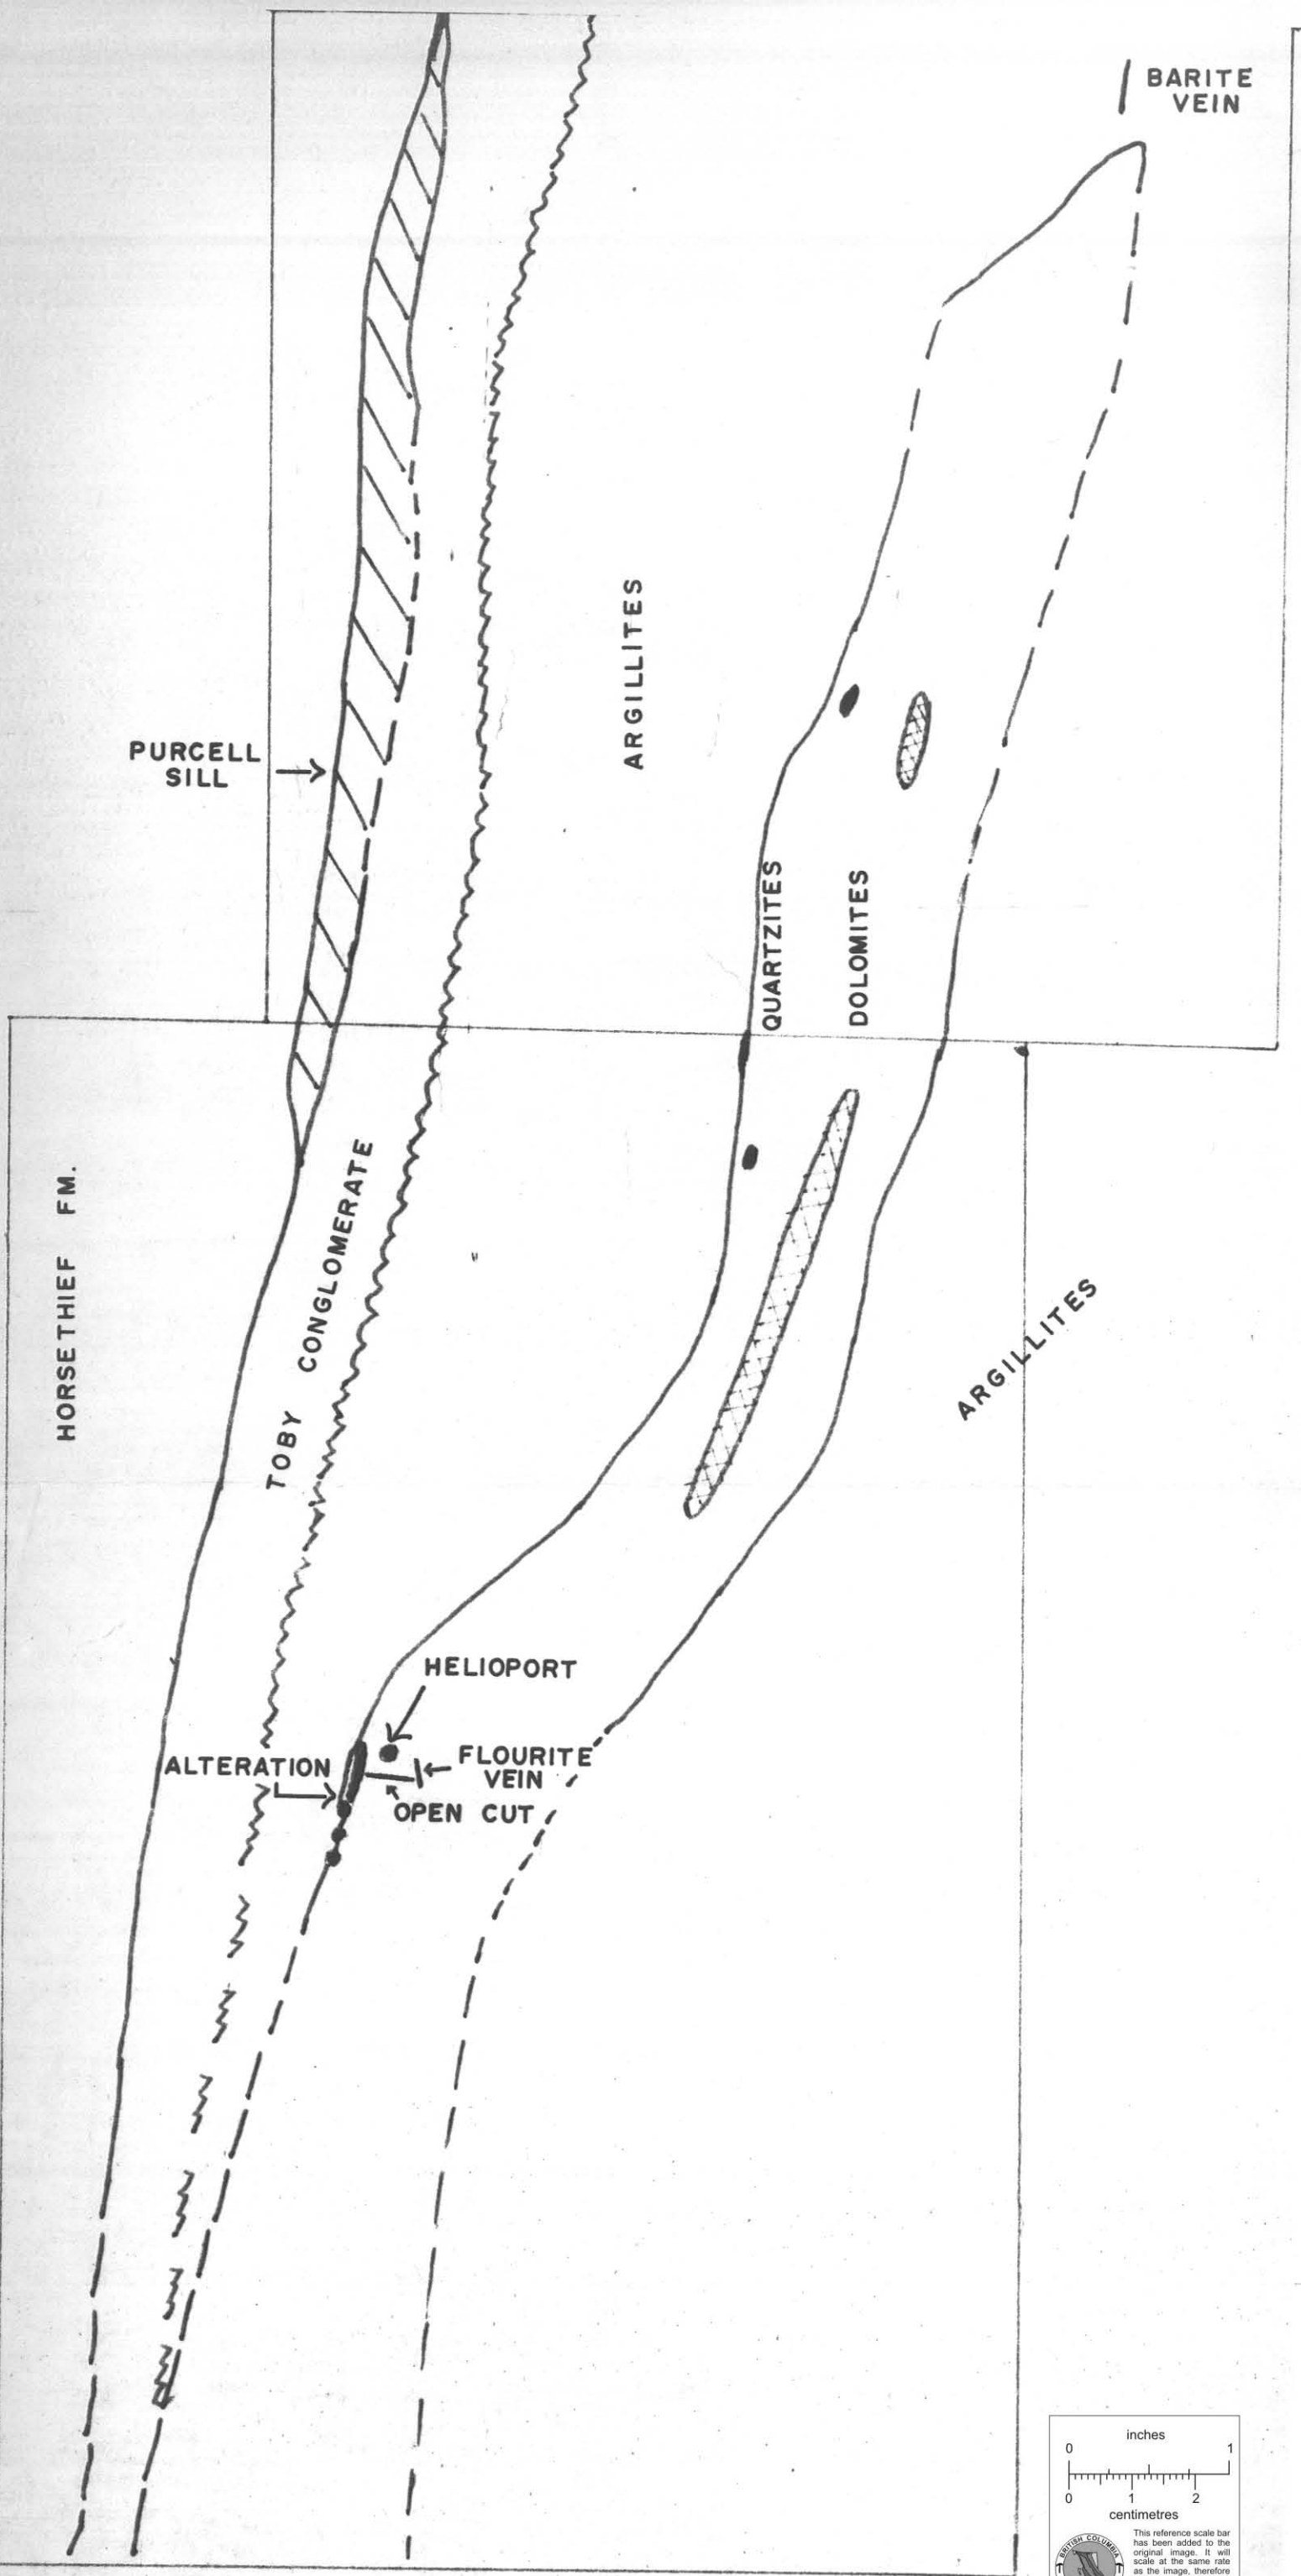 BARITE
VEIN
ARGILLITES
PURCELL
SILL
QUARTZITES
DOLOMITES
HORSETHIEF FM.
TOBY CONGLOMERATE
ARGILLITES
HELIOPORT
ALTERATION
FLOURITE
VEIN
OPEN CUT
inches
0 1
0 1 2
centimetres
This reference scale bar
has been added to the
original image. It will
scale at the same rate
as the image, therefore
BRITISH COLUMBIA